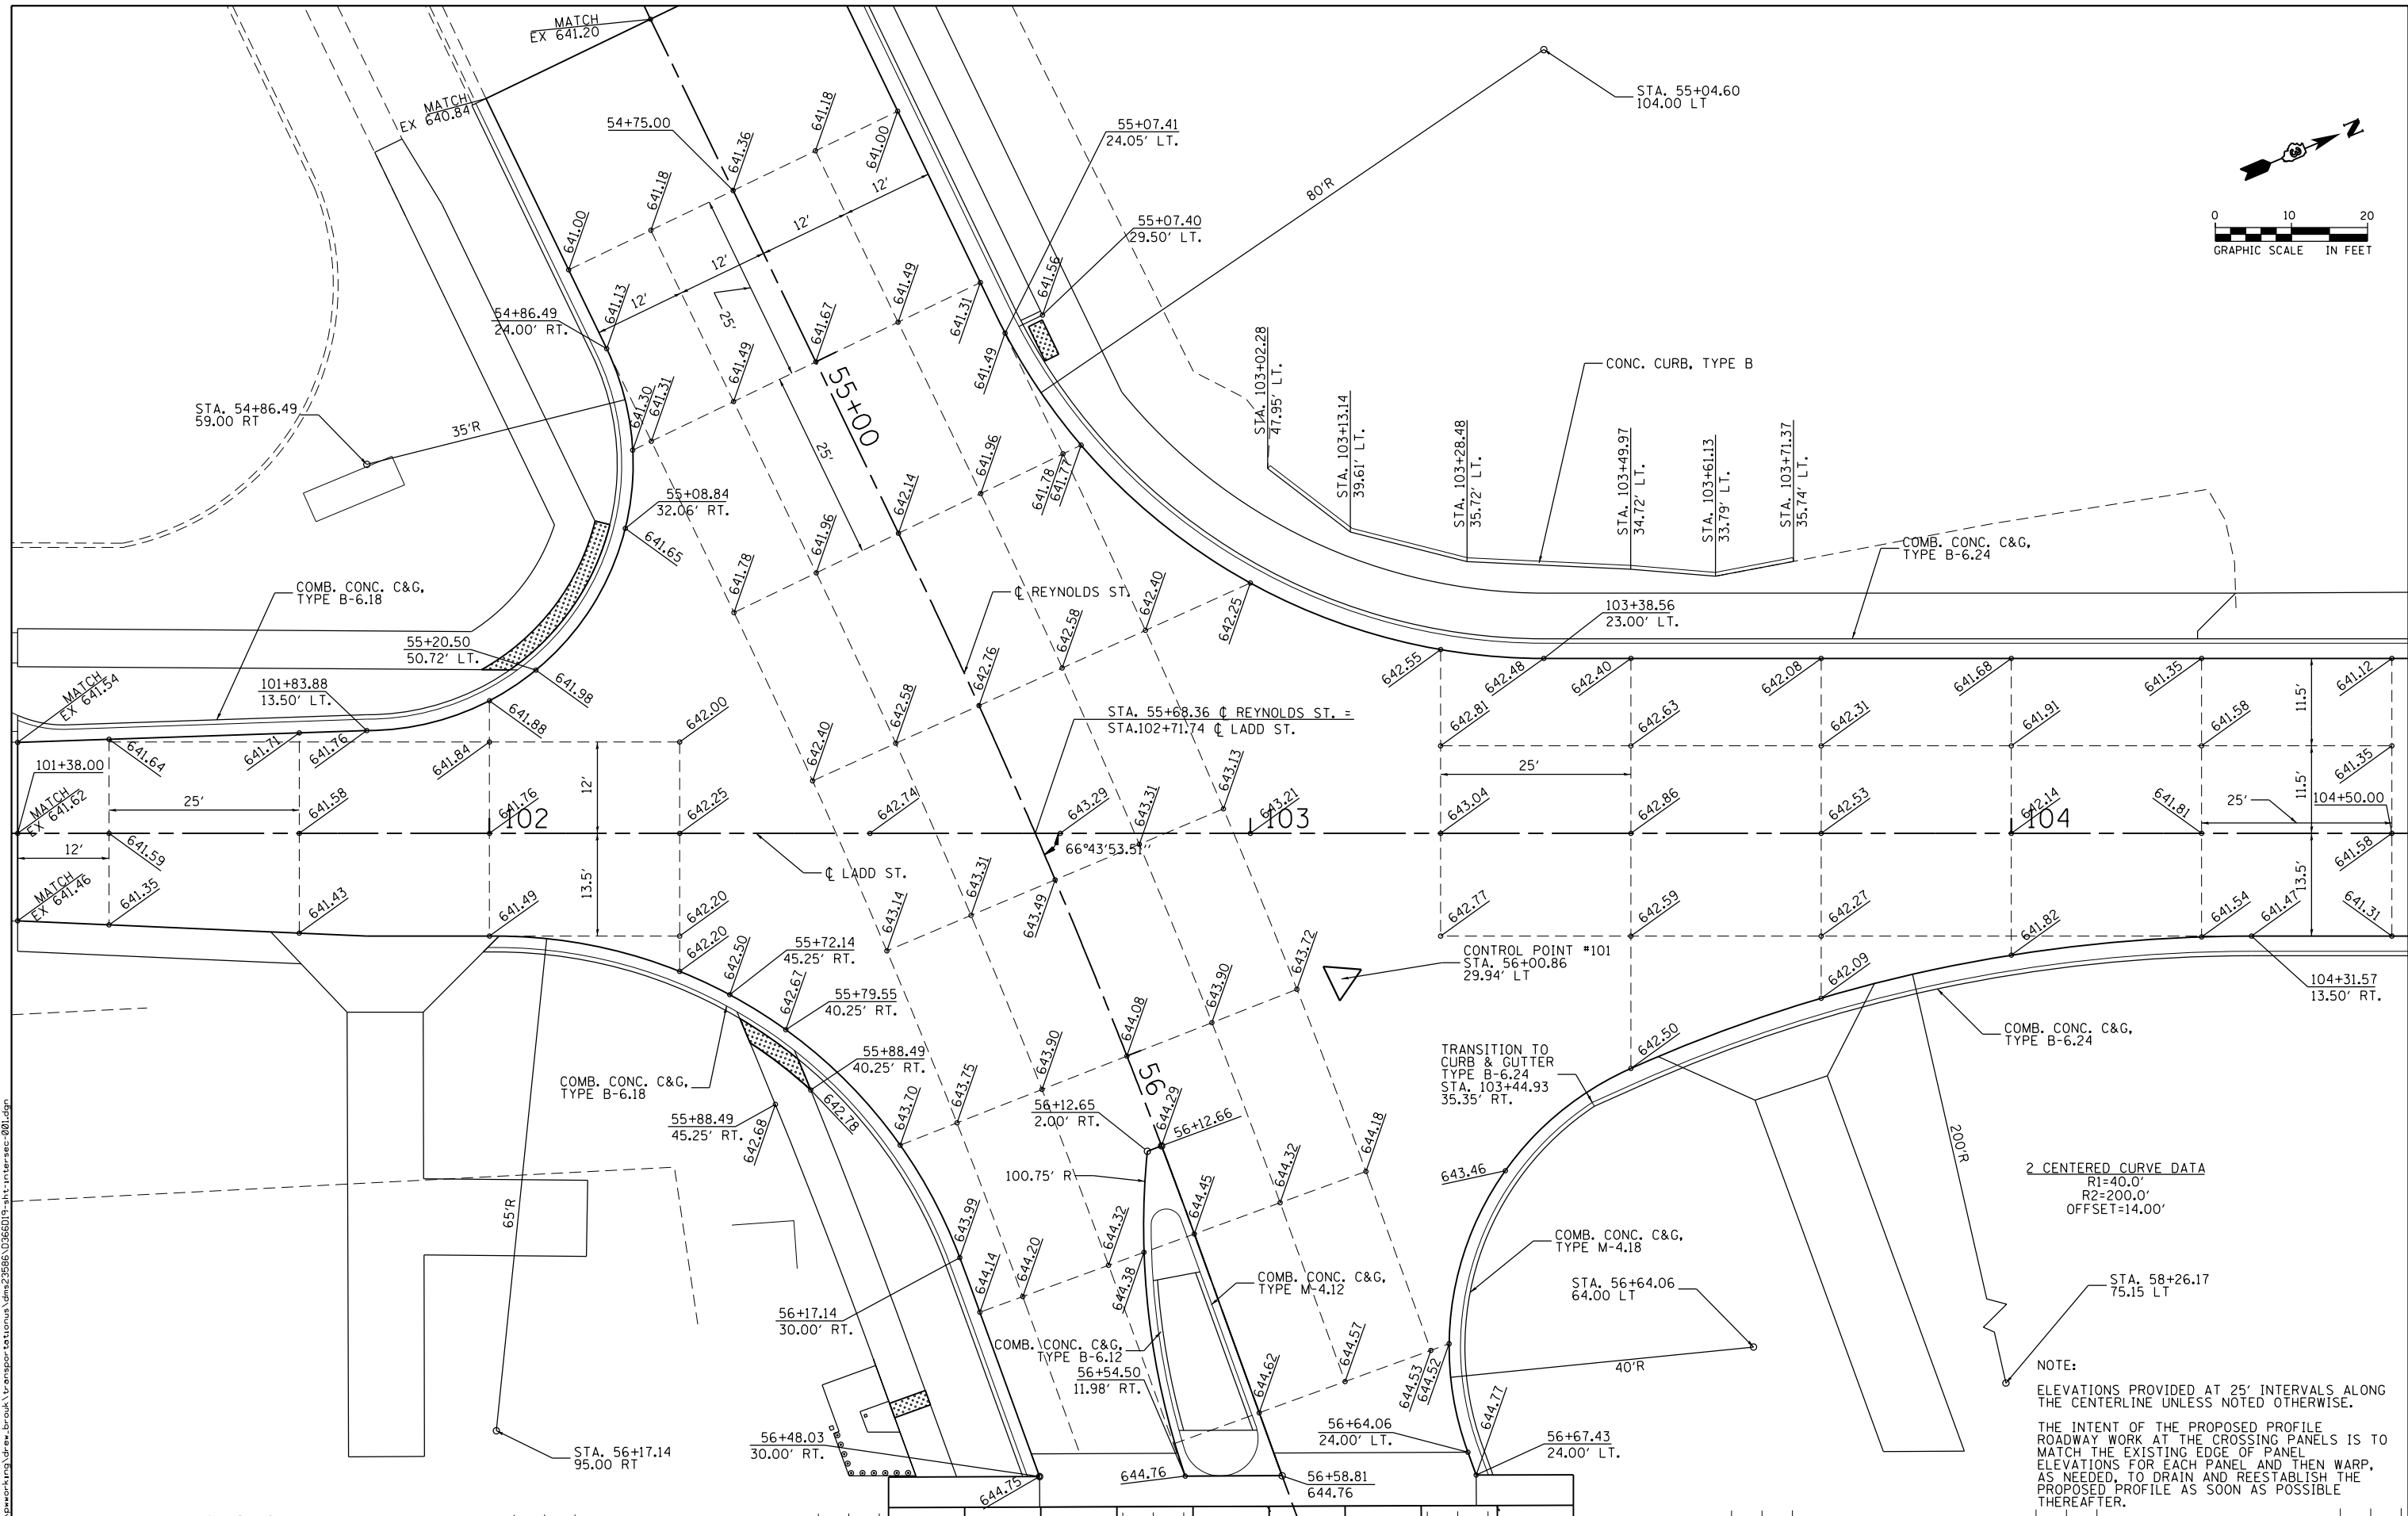 MATCH
EX 641.20
MATCH
EX 640.84
54+75.00
641.36
641.18
641.00
641.18
641.00
12'
12'
12'
12'
25'
25'
55+07.41
24.05' LT.
55+07.40
29.50' LT.
641.56
80'R
STA. 55+04.60
104.00 LT
N
0 10 20
GRAPHIC SCALE IN FEET
54+86.49
24.00' RT.
641.13
641.67
641.49
641.49
641.31
641.49
641.30
641.31
55+00
STA. 54+86.49
59.00 RT
35'R
55+08.84
32.06' RT.
641.65
642.14
641.96
641.96
641.78
641.78
641.77
STA. 103+02.28
47.95' LT.
STA. 103+13.14
39.61' LT.
STA. 103+28.48
35.72' LT.
STA. 103+49.97
34.72' LT.
STA. 103+61.13
33.79' LT.
STA. 103+71.37
35.74' LT.
CONC. CURB, TYPE B
COMB. CONC. C&G,
TYPE B-6.24
COMB. CONC. C&G,
TYPE B-6.18
℄ REYNOLDS ST.
642.40
642.58
642.25
642.76
642.58
642.40
103+38.56
23.00' LT.
55+20.50
50.72' LT.
641.98
101+83.88
13.50' LT.
MATCH
EX 641.54
641.64
641.71
641.76
641.84
641.88
642.00
STA. 55+68.36 ℄ REYNOLDS ST. =
STA.102+71.74 ℄ LADD ST.
642.55
642.48
642.40
642.08
641.68
641.35
641.12
642.81
642.63
642.31
641.91
641.58
641.35
11.5'
11.5'
13.5'
25'
25'
101+38.00
MATCH
EX 641.62
25'
12'
12'
13.5'
641.59
641.58
641.76
102
642.25
642.74
643.29
643.31
643.13
643.21
103
643.04
642.86
642.53
642.14
104
641.81
104+50.00
641.58
66°43'53.51''
℄ LADD ST.
MATCH
EX 641.46
641.35
641.43
641.49
642.20
642.20
642.50
55+72.14
45.25' RT.
643.14
643.31
643.49
642.77
642.59
642.27
641.82
641.54
641.47
641.31
CONTROL POINT #101
STA. 56+00.86
29.94' LT
642.67
55+79.55
40.25' RT.
643.72
643.90
644.08
643.90
643.75
643.70
642.09
104+31.57
13.50' RT.
COMB. CONC. C&G,
TYPE B-6.24
642.50
TRANSITION TO
CURB & GUTTER
TYPE B-6.24
STA. 103+44.93
35.35' RT.
COMB. CONC. C&G,
TYPE B-6.18
55+88.49
40.25' RT.
642.78
55+88.49
45.25' RT.
642.68
56
56+12.65
2.00' RT.
644.29
56+12.66
100.75' R
644.18
644.32
644.45
643.46
200'R
2 CENTERED CURVE DATA
R1=40.0'
R2=200.0'
OFFSET=14.00'
65'R
643.99
644.14
644.20
644.32
644.38
COMB. CONC. C&G,
TYPE M-4.12
COMB. CONC. C&G,
TYPE M-4.18
STA. 56+64.06
64.00 LT
STA. 58+26.17
75.15 LT
56+17.14
30.00' RT.
COMB. CONC. C&G,
TYPE B-6.12
56+54.50
11.98' RT.
644.62
644.57
644.53
644.52
40'R
644.77
STA. 56+17.14
95.00 RT
56+48.03
30.00' RT.
644.75
644.76
56+58.81
644.76
56+64.06
24.00' LT.
56+67.43
24.00' LT.
NOTE:
ELEVATIONS PROVIDED AT 25' INTERVALS ALONG
THE CENTERLINE UNLESS NOTED OTHERWISE.
THE INTENT OF THE PROPOSED PROFILE
ROADWAY WORK AT THE CROSSING PANELS IS TO
MATCH THE EXISTING EDGE OF PANEL
ELEVATIONS FOR EACH PANEL AND THEN WARP,
AS NEEDED, TO DRAIN AND REESTABLISH THE
PROPOSED PROFILE AS SOON AS POSSIBLE
THEREAFTER.